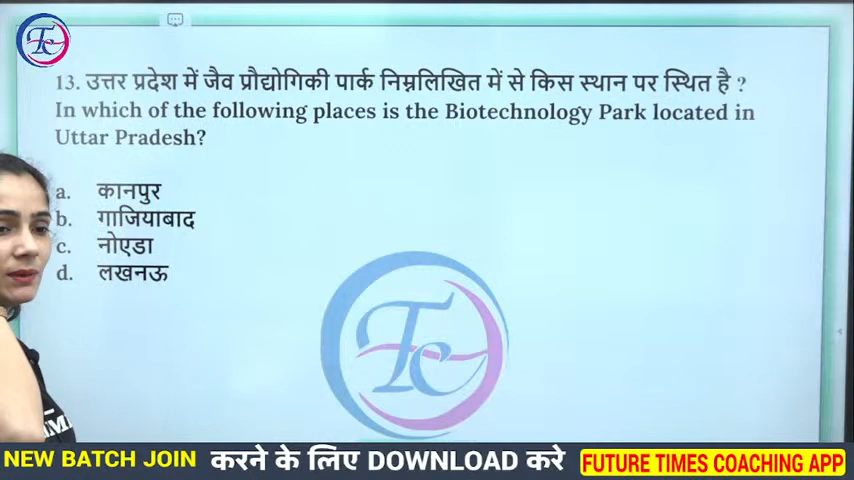 13. उत्तर प्रदेश में जैव प्रौद्योगिकी पार्क निम्नलिखित में से किस स्थान पर स्थित है ?
In which of the following places is the Biotechnology Park located in
Uttar Pradesh?
a. कानपुर
b. गाजियाबाद
c. नोएडा
d. लखनऊ
NEW BATCH JOIN करने के लिए DOWNLOAD करे FUTURE TIMES COACHING APP